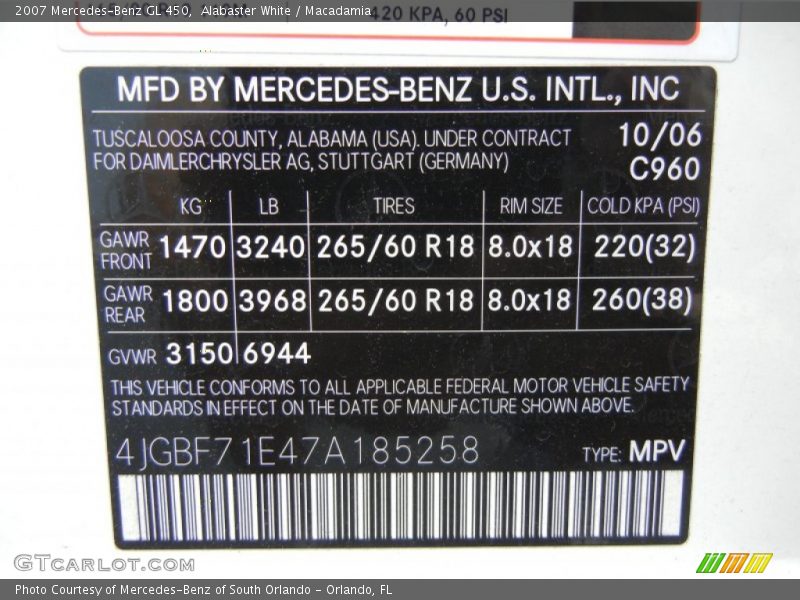 2007 Mercedes-Benz GL 450, Alabaster White / Macadamia
420 KPA, 60 PSI
MFD BY MERCEDES-BENZ U.S. INTL., INC
TUSCALOOSA COUNTY, ALABAMA (USA). UNDER CONTRACT 10/06
FOR DAIMLERCHRYSLER AG, STUTTGART (GERMANY) C960
KG LB TIRES RIM SIZE COLD KPA (PSI)
GAWR FRONT 1470 3240 265/60 R18 8.0x18 220(32)
GAWR REAR 1800 3968 265/60 R18 8.0x18 260(38)
GVWR 3150 6944
THIS VEHICLE CONFORMS TO ALL APPLICABLE FEDERAL MOTOR VEHICLE SAFETY
STANDARDS IN EFFECT ON THE DATE OF MANUFACTURE SHOWN ABOVE.
4JGBF71E47A185258 TYPE: MPV
GTCARLOT.COM
Photo Courtesy of Mercedes-Benz of South Orlando - Orlando, FL